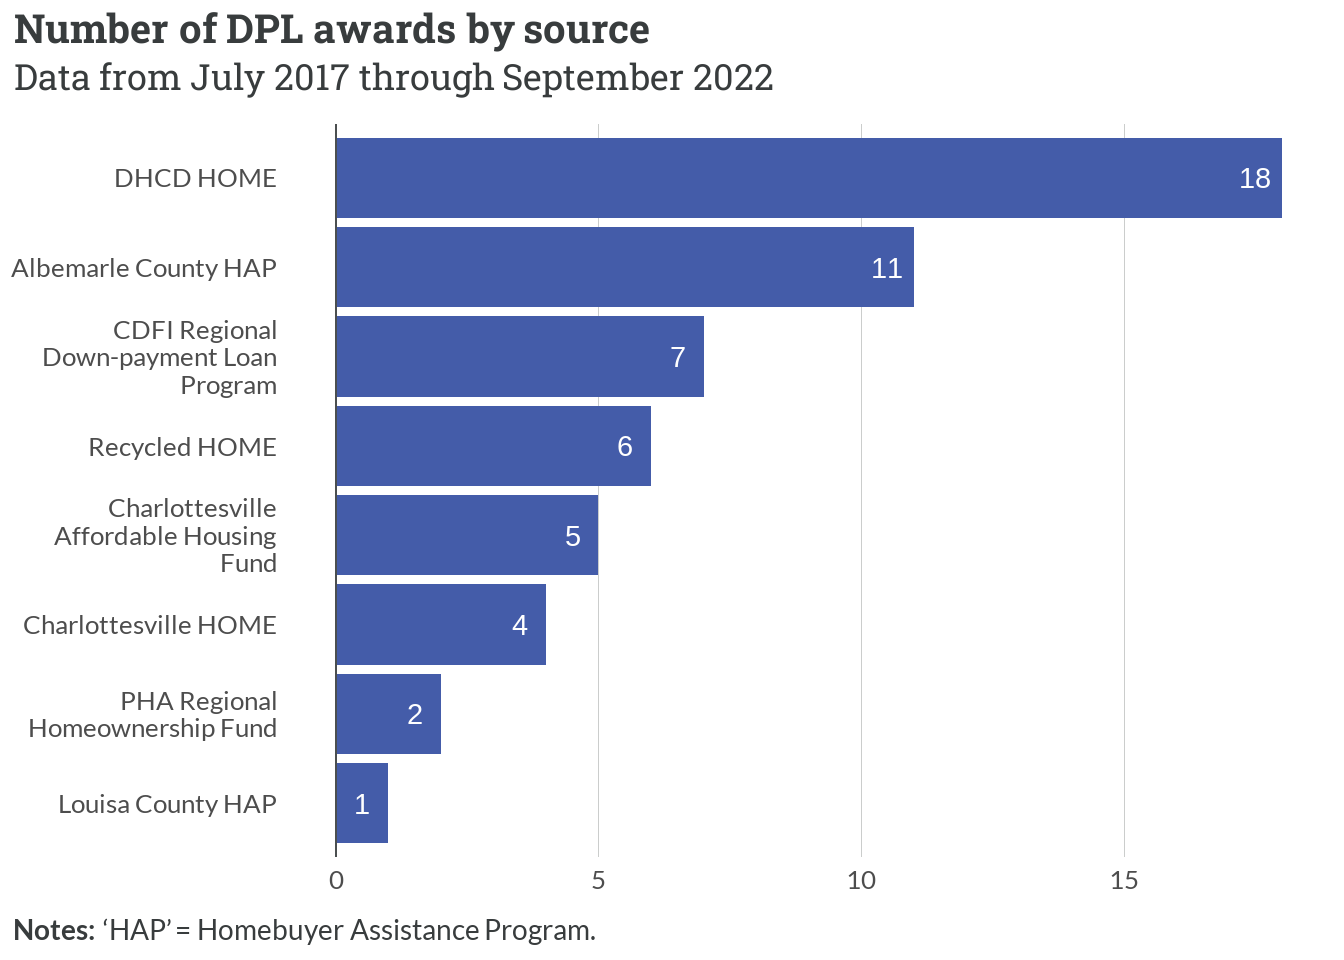 Number of DPL awards by source
Data from July 2017 through September 2022
DHCD HOME
18
Albemarle County HAP
11
CDFI Regional
Down-payment Loan
Program
7
Recycled HOME
6
Charlottesville
Affordable Housing
Fund
5
Charlottesville HOME
4
PHA Regional
Homeownership Fund
2
Louisa County HAP
1
0 5 10 15
Notes: ‘HAP’ = Homebuyer Assistance Program.